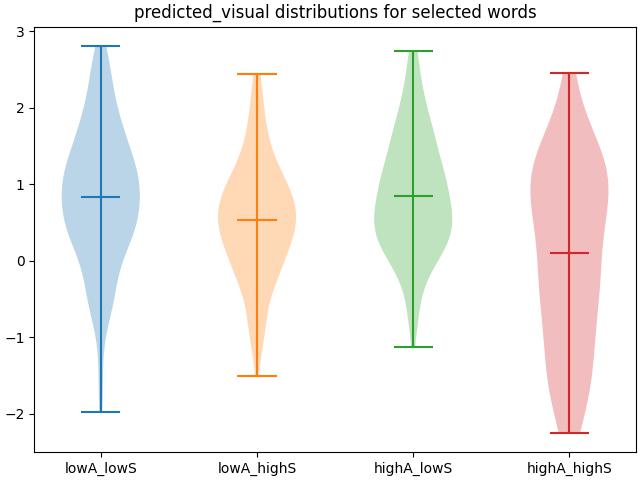 predicted_visual distributions for selected words
3
2
1
0
−1
−2
lowA_lowS
lowA_highS
highA_lowS
highA_highS